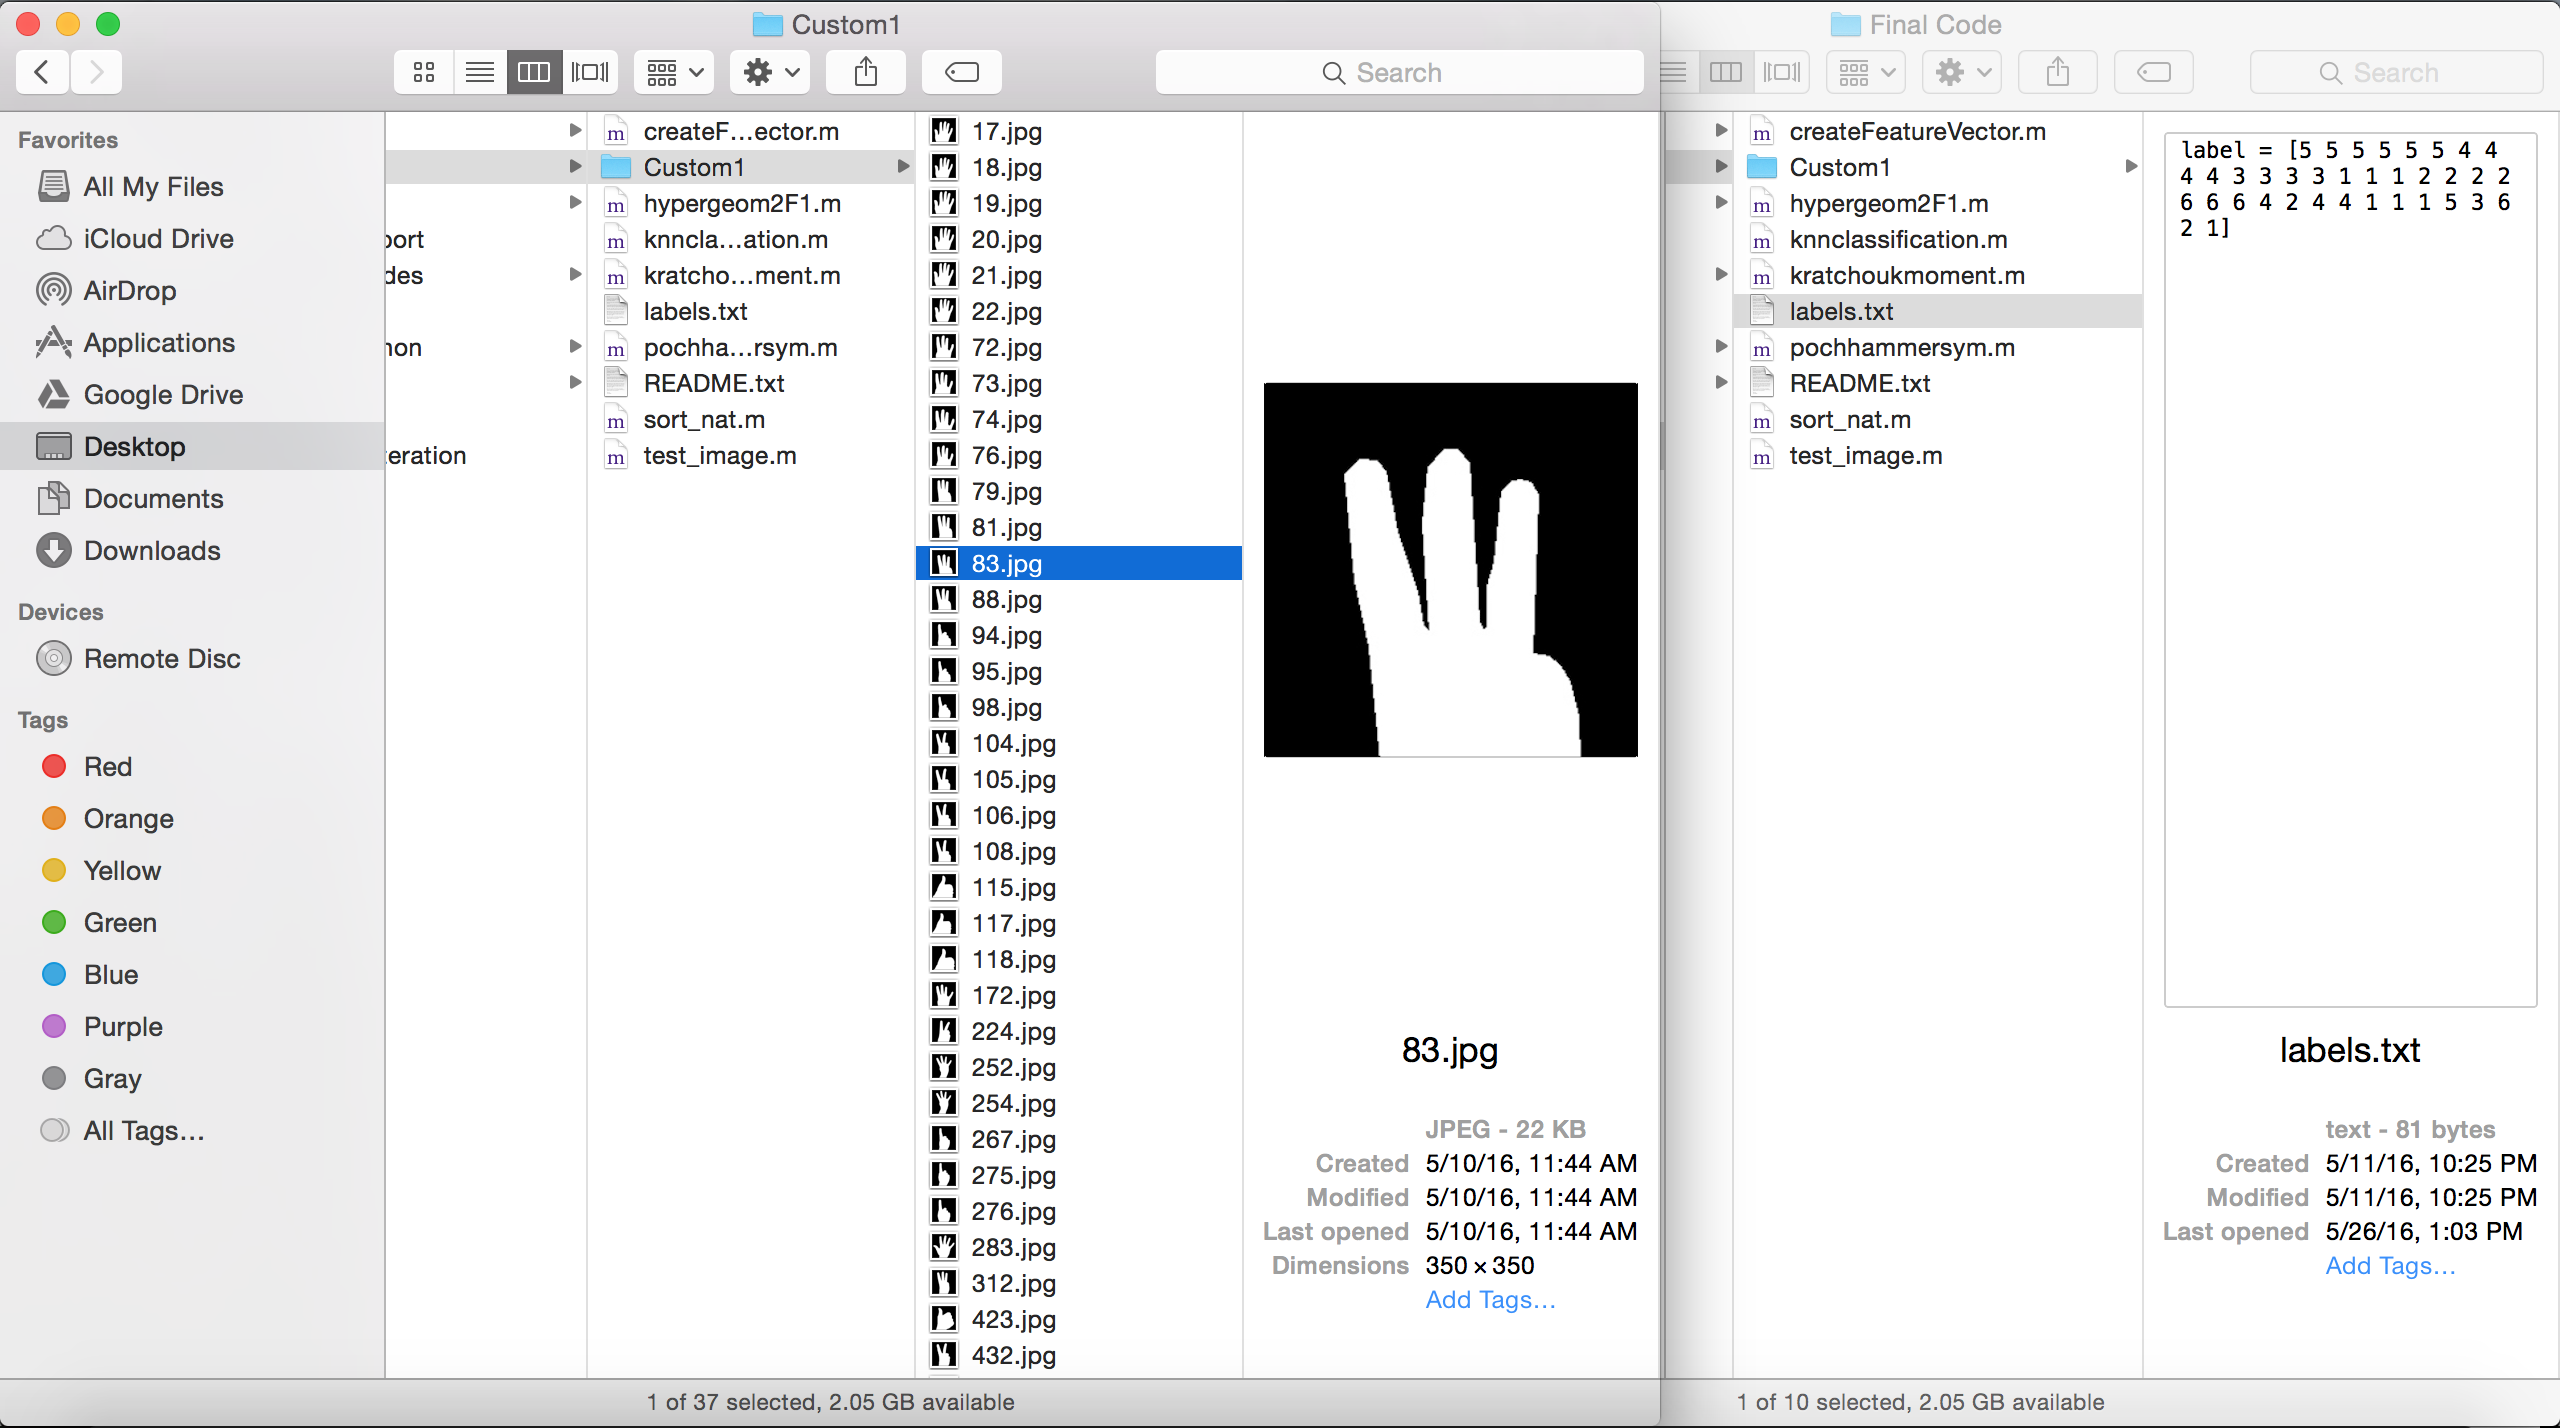 Custom1
Search
Favorites
All My Files
iCloud Drive
AirDrop
Applications
Google Drive
Desktop
Documents
Downloads
Devices
Remote Disc
Tags
Red
Orange
Yellow
Green
Blue
Purple
Gray
All Tags...
port
des
non
eration
createF...ector.m
Custom1
hypergeom2F1.m
knncla...ation.m
kratcho...ment.m
labels.txt
pochha...rsym.m
README.txt
sort_nat.m
test_image.m
17.jpg
18.jpg
19.jpg
20.jpg
21.jpg
22.jpg
72.jpg
73.jpg
74.jpg
76.jpg
79.jpg
81.jpg
83.jpg
88.jpg
94.jpg
95.jpg
98.jpg
104.jpg
105.jpg
106.jpg
108.jpg
115.jpg
117.jpg
118.jpg
172.jpg
224.jpg
252.jpg
254.jpg
267.jpg
275.jpg
276.jpg
283.jpg
312.jpg
423.jpg
432.jpg
83.jpg
JPEG - 22 KB
Created 5/10/16, 11:44 AM
Modified 5/10/16, 11:44 AM
Last opened 5/10/16, 11:44 AM
Dimensions 350 × 350
Add Tags...
1 of 37 selected, 2.05 GB available
Final Code
Search
createFeatureVector.m
Custom1
hypergeom2F1.m
knnclassification.m
kratchoukmoment.m
labels.txt
pochhammersym.m
README.txt
sort_nat.m
test_image.m
label = [5 5 5 5 5 5 4 4
4 4 3 3 3 3 1 1 1 2 2 2 2
6 6 6 4 2 4 4 1 1 1 5 3 6
2 1]
labels.txt
text - 81 bytes
Created 5/11/16, 10:25 PM
Modified 5/11/16, 10:25 PM
Last opened 5/26/16, 1:03 PM
Add Tags...
1 of 10 selected, 2.05 GB available